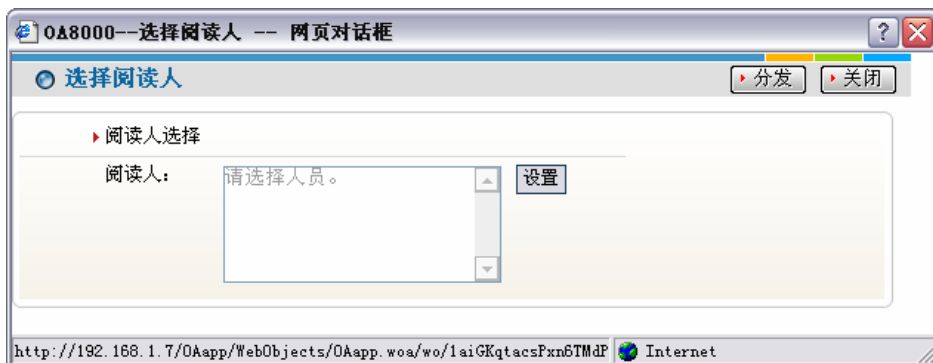 OA8000--选择阅读人 -- 网页对话框
选择阅读人
分发
关闭
阅读人选择
阅读人：
请选择人员。
设置
http://192.168.1.7/OAapp/WebObjects/OAapp.woa/wo/1aiGKqtacsPxn6TMdP
Internet